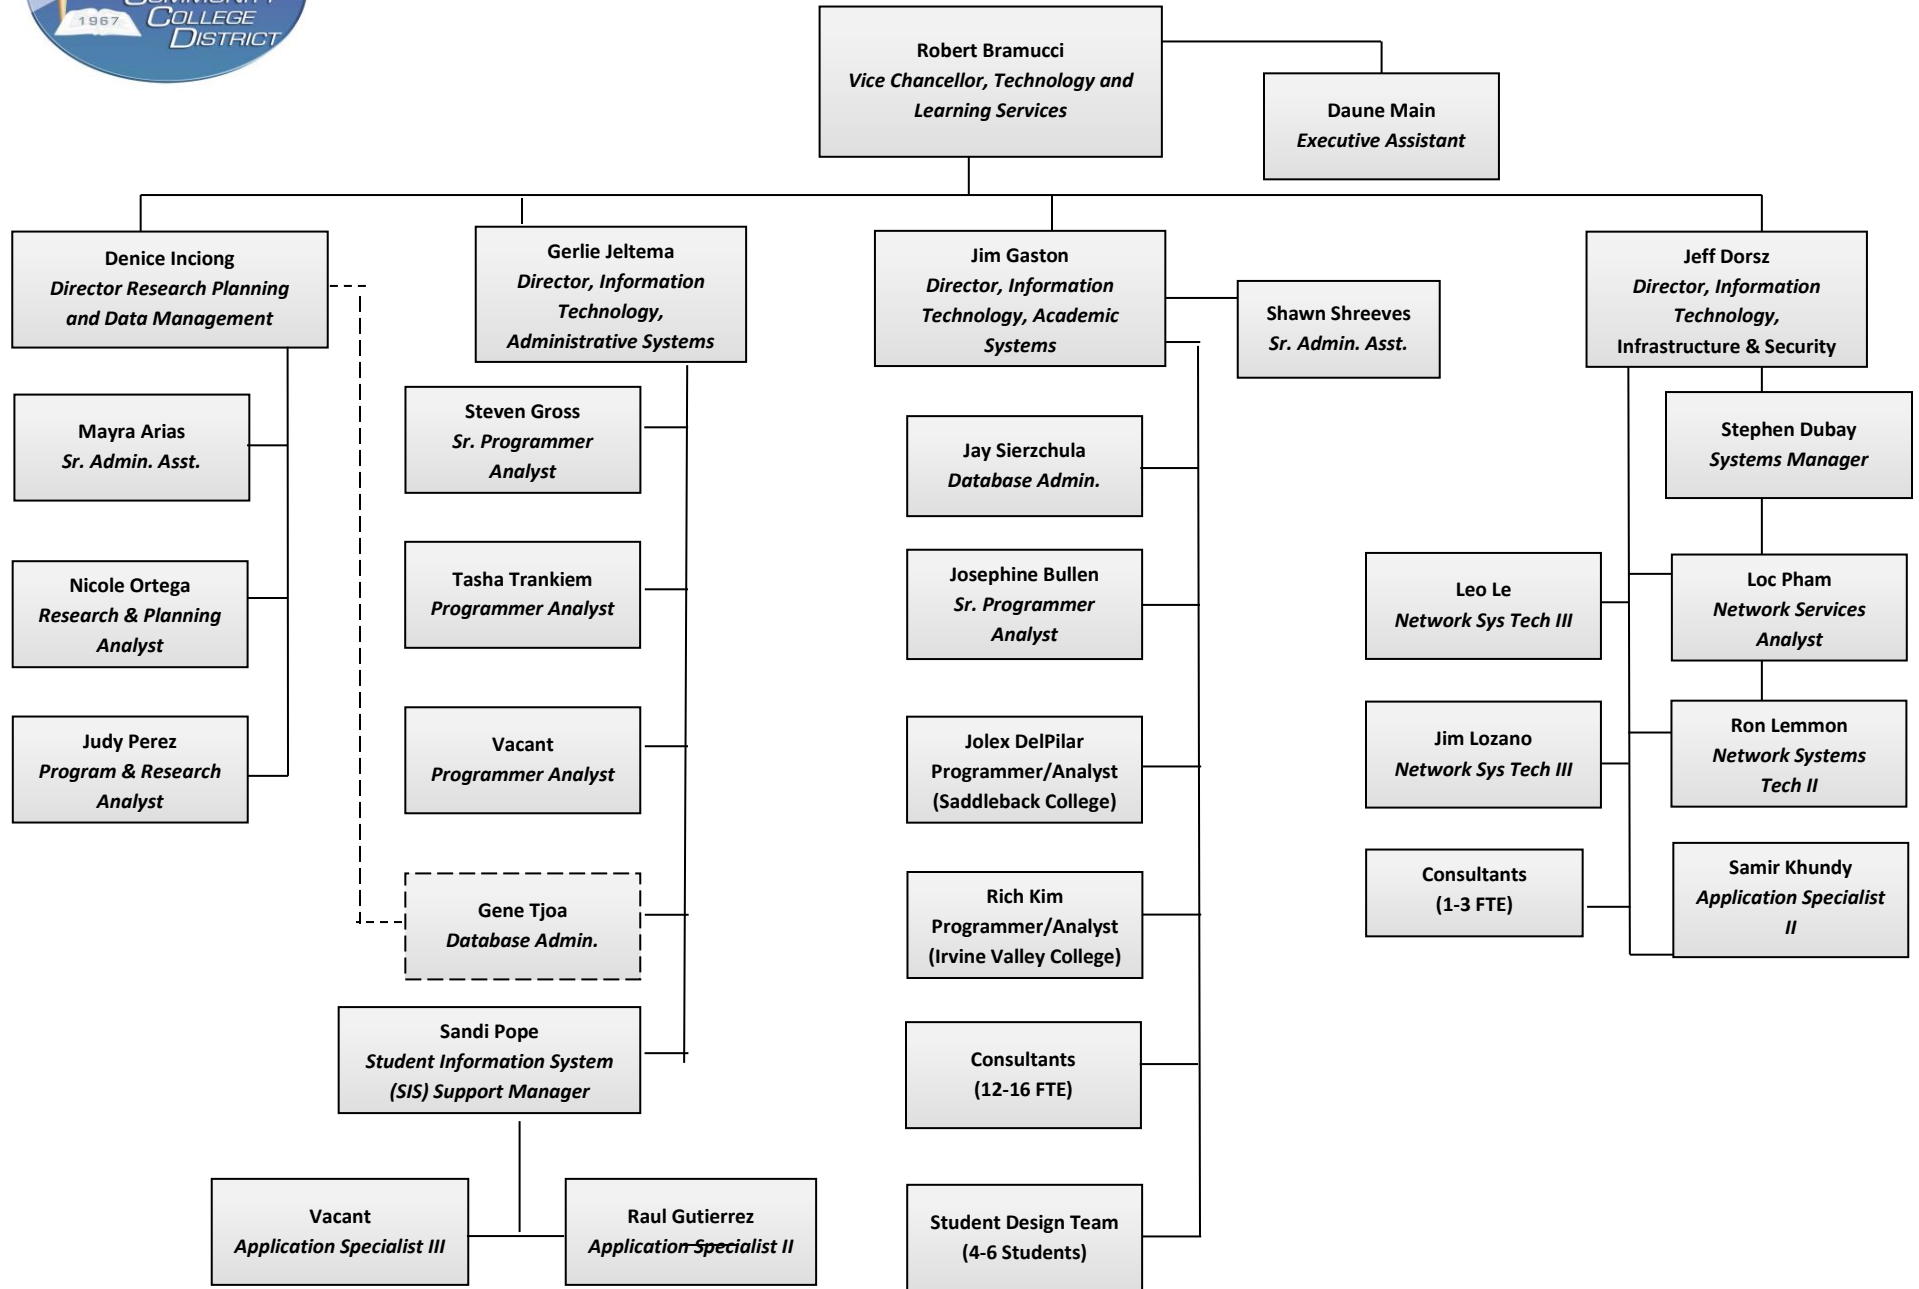 COMMUNITY
COLLEGE
DISTRICT
1967
Robert Bramucci
Vice Chancellor, Technology and
Learning Services
Daune Main
Executive Assistant
Denice Inciong
Director Research Planning
and Data Management
Gerlie Jeltema
Director, Information
Technology,
Administrative Systems
Jim Gaston
Director, Information
Technology, Academic
Systems
Shawn Shreeves
Sr. Admin. Asst.
Jeff Dorsz
Director, Information
Technology,
Infrastructure & Security
Mayra Arias
Sr. Admin. Asst.
Nicole Ortega
Research & Planning
Analyst
Judy Perez
Program & Research
Analyst
Steven Gross
Sr. Programmer
Analyst
Tasha Trankiem
Programmer Analyst
Vacant
Programmer Analyst
Gene Tjoa
Database Admin.
Sandi Pope
Student Information System
(SIS) Support Manager
Vacant
Application Specialist III
Raul Gutierrez
Application Specialist II
Jay Sierzchula
Database Admin.
Josephine Bullen
Sr. Programmer
Analyst
Jolex DelPilar
Programmer/Analyst
(Saddleback College)
Rich Kim
Programmer/Analyst
(Irvine Valley College)
Consultants
(12-16 FTE)
Student Design Team
(4-6 Students)
Stephen Dubay
Systems Manager
Leo Le
Network Sys Tech III
Loc Pham
Network Services
Analyst
Jim Lozano
Network Sys Tech III
Ron Lemmon
Network Systems
Tech II
Consultants
(1-3 FTE)
Samir Khundy
Application Specialist
II